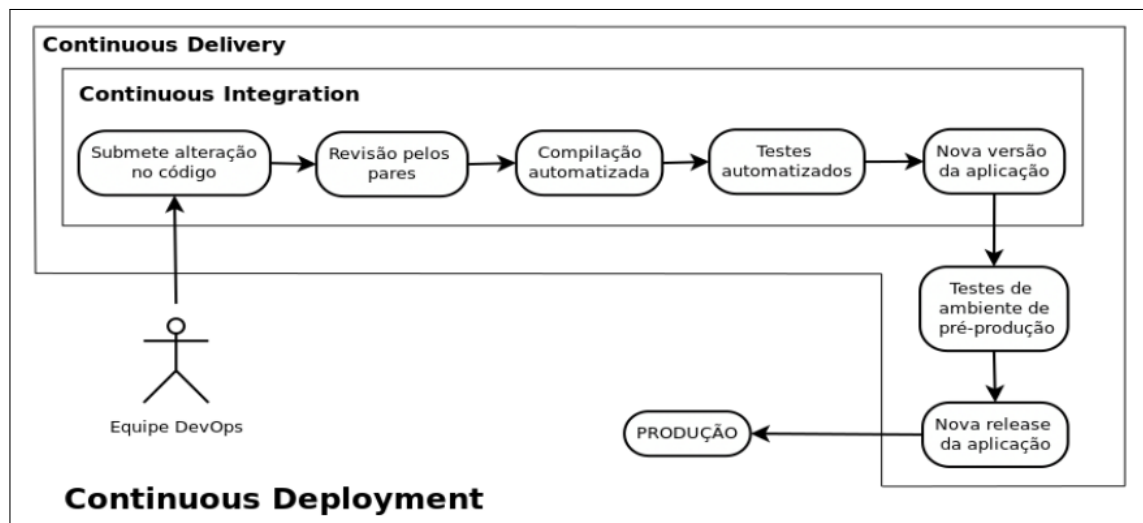 Continuous Delivery
Continuous Integration
Submete alteração
no código
Revisão pelos
pares
Compilação
automatizada
Testes
automatizados
Nova versão
da aplicação
Testes de
ambiente de
pré-produção
Nova release
da aplicação
PRODUÇÃO
Equipe DevOps
Continuous Deployment